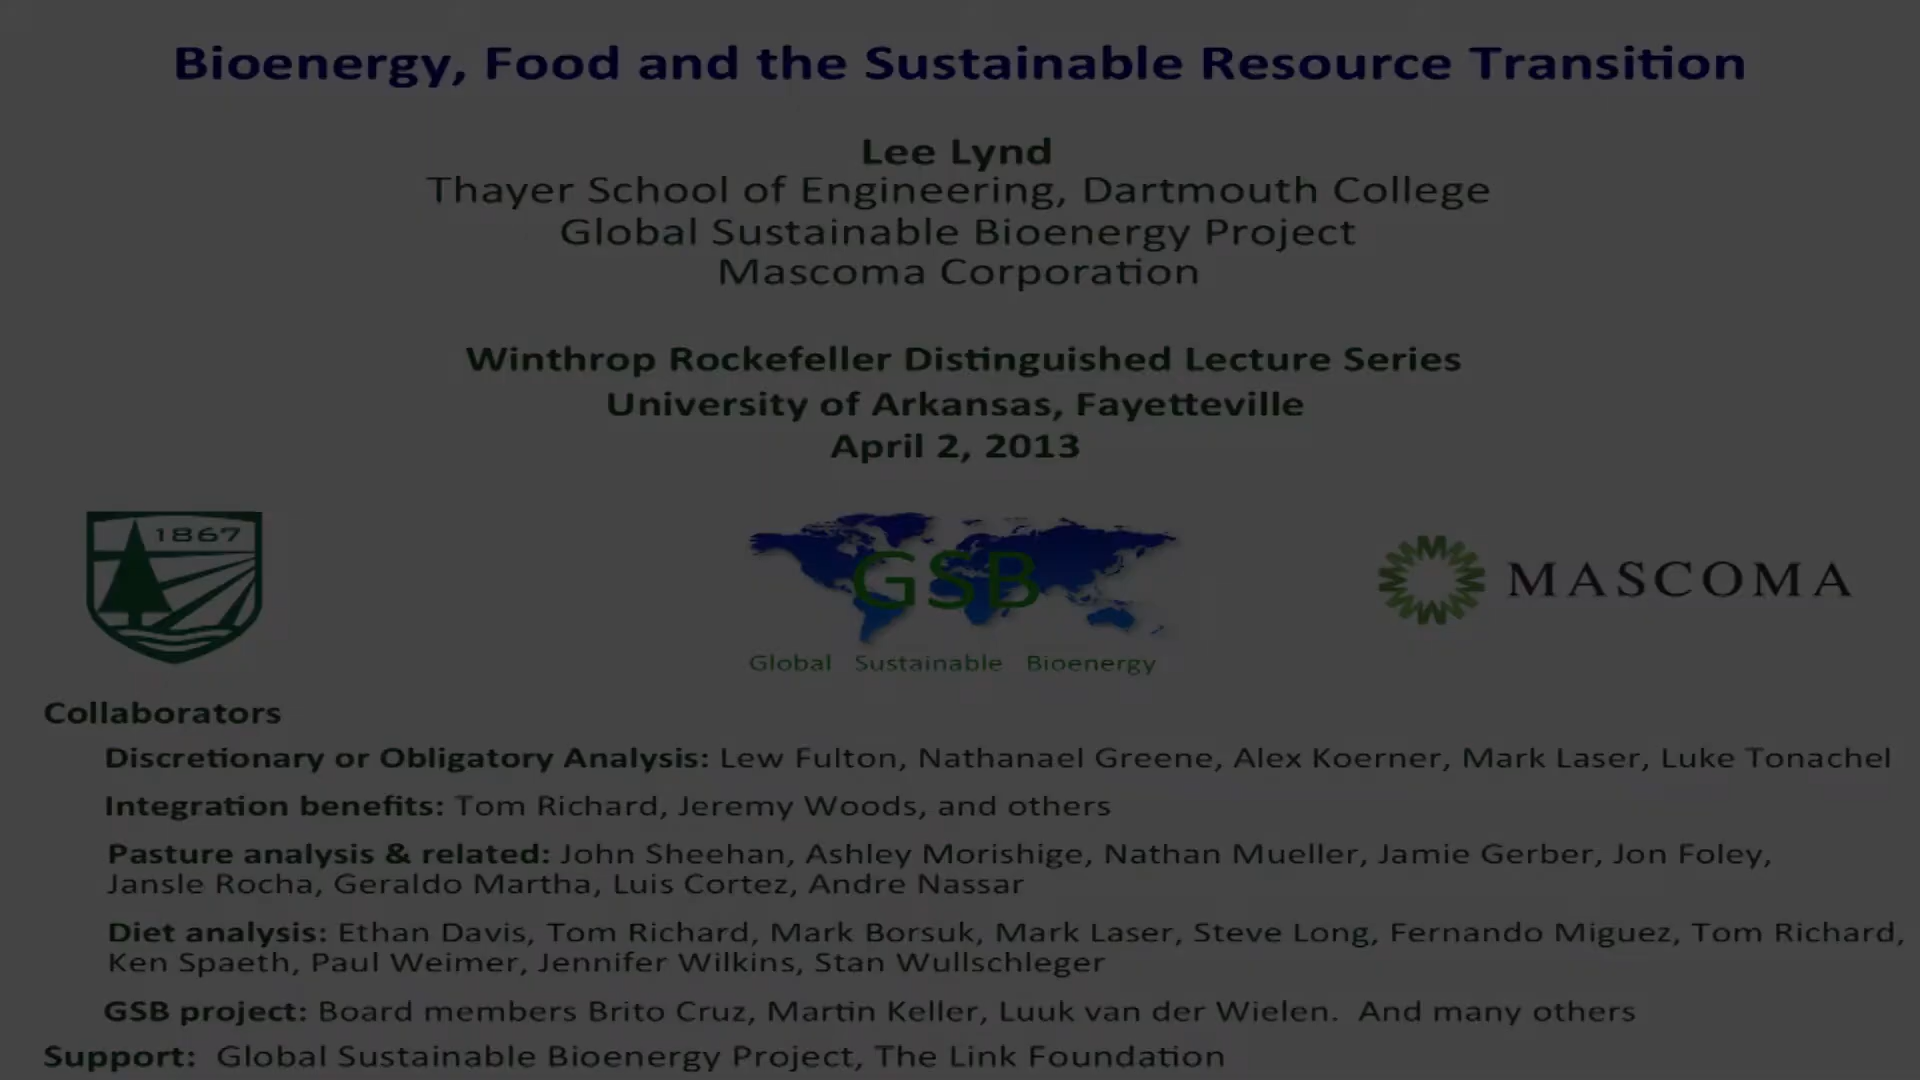 Bioenergy, Food and the Sustainable Resource Transition
Lee Lynd
Thayer School of Engineering, Dartmouth College
Global Sustainable Bioenergy Project
Mascoma Corporation
Winthrop Rockefeller Distinguished Lecture Series
University of Arkansas, Fayetteville
April 2, 2013
1867
GSB
Global Sustainable Bioenergy
MASCOMA
Collaborators
Discretionary or Obligatory Analysis: Lew Fulton, Nathanael Greene, Alex Koerner, Mark Laser, Luke Tonachel
Integration benefits: Tom Richard, Jeremy Woods, and others
Pasture analysis & related: John Sheehan, Ashley Morishige, Nathan Mueller, Jamie Gerber, Jon Foley,
Jansle Rocha, Geraldo Martha, Luis Cortez, Andre Nassar
Diet analysis: Ethan Davis, Tom Richard, Mark Borsuk, Mark Laser, Steve Long, Fernando Miguez, Tom Richard,
Ken Spaeth, Paul Weimer, Jennifer Wilkins, Stan Wullschleger
GSB project: Board members Brito Cruz, Martin Keller, Luuk van der Wielen. And many others
Support: Global Sustainable Bioenergy Project, The Link Foundation